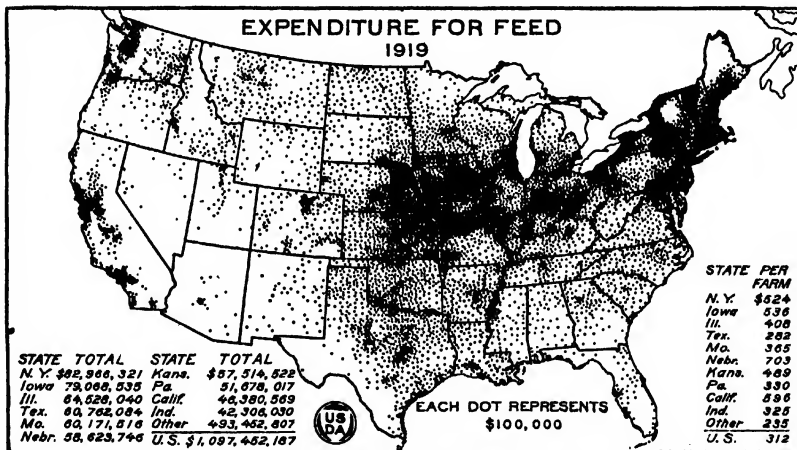 EXPENDITURE FOR FEED
1919
STATE TOTAL
N.Y. $82,966,321
Iowa 79,068,535
Ill. 64,528,040
Tex. 60,762,084
Mo. 60,171,516
Nebr. 58,623,746
STATE TOTAL
Kans. $57,514,522
Pa. 51,678,017
Calif. 46,380,569
Ind. 42,306,030
Other 493,452,807
U.S. $1,097,452,187
US
DA
EACH DOT REPRESENTS
$100,000
STATE PER
FARM
N.Y. $524
Iowa 536
Ill. 408
Tex. 282
Mo. 365
Nebr. 703
Kans. 489
Pa. 330
Calif. 596
Ind. 325
Other 235
U.S. 312